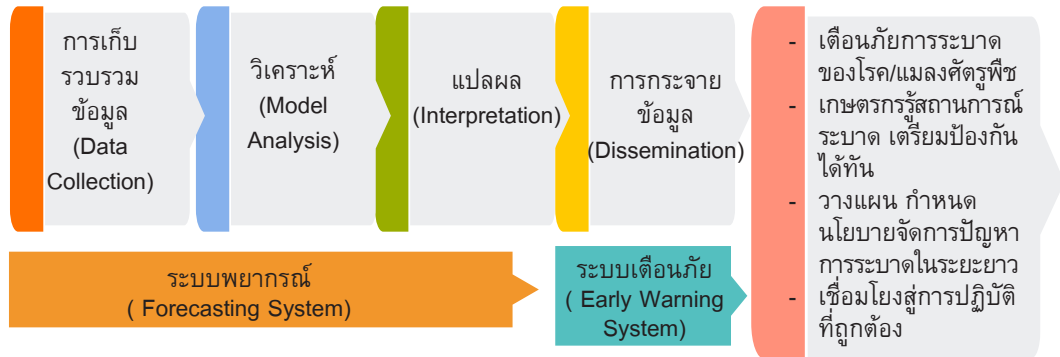 การเก็บ
รวบรวม
ข้อมูล
(Data
Collection)
วิเคราะห์
(Model
Analysis)
แปลผล
(Interpretation)
การกระจาย
ข้อมูล
(Dissemination)
- เตือนภัยการระบาด
ของโรค/แมลงศัตรูพืช
- เกษตรกรรู้สถานการณ์
ระบาด เตรียมป้องกัน
ได้ทัน
- วางแผน กำหนด
นโยบายจัดการปัญหา
การระบาดในระยะยาว
- เชื่อมโยงสู่การปฏิบัติ
ที่ถูกต้อง
ระบบพยากรณ์
( Forecasting System)
ระบบเตือนภัย
( Early Warning
System)